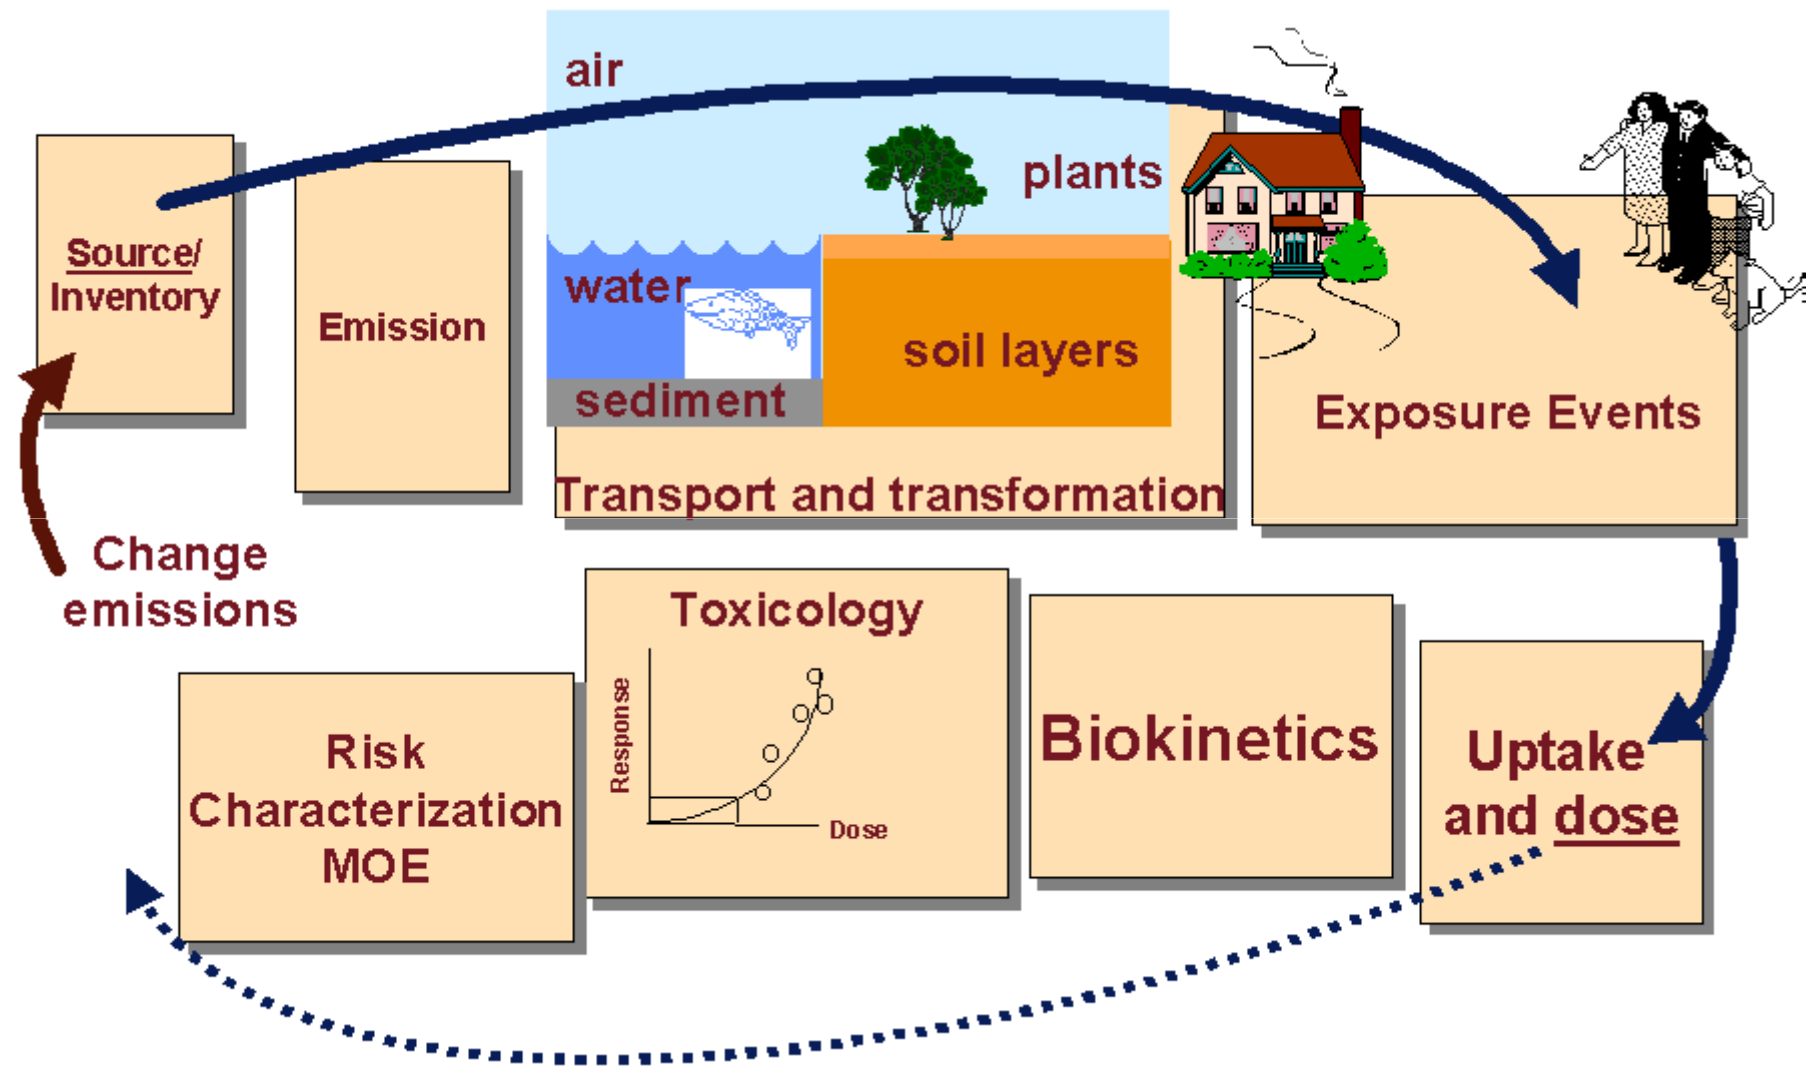 air
plants
Source/
Inventory
Emission
water
soil layers
sediment
Exposure Events
Transport and transformation
Change
emissions
Toxicology
Response
Dose
Biokinetics
Uptake
and dose
Risk
Characterization
MOE